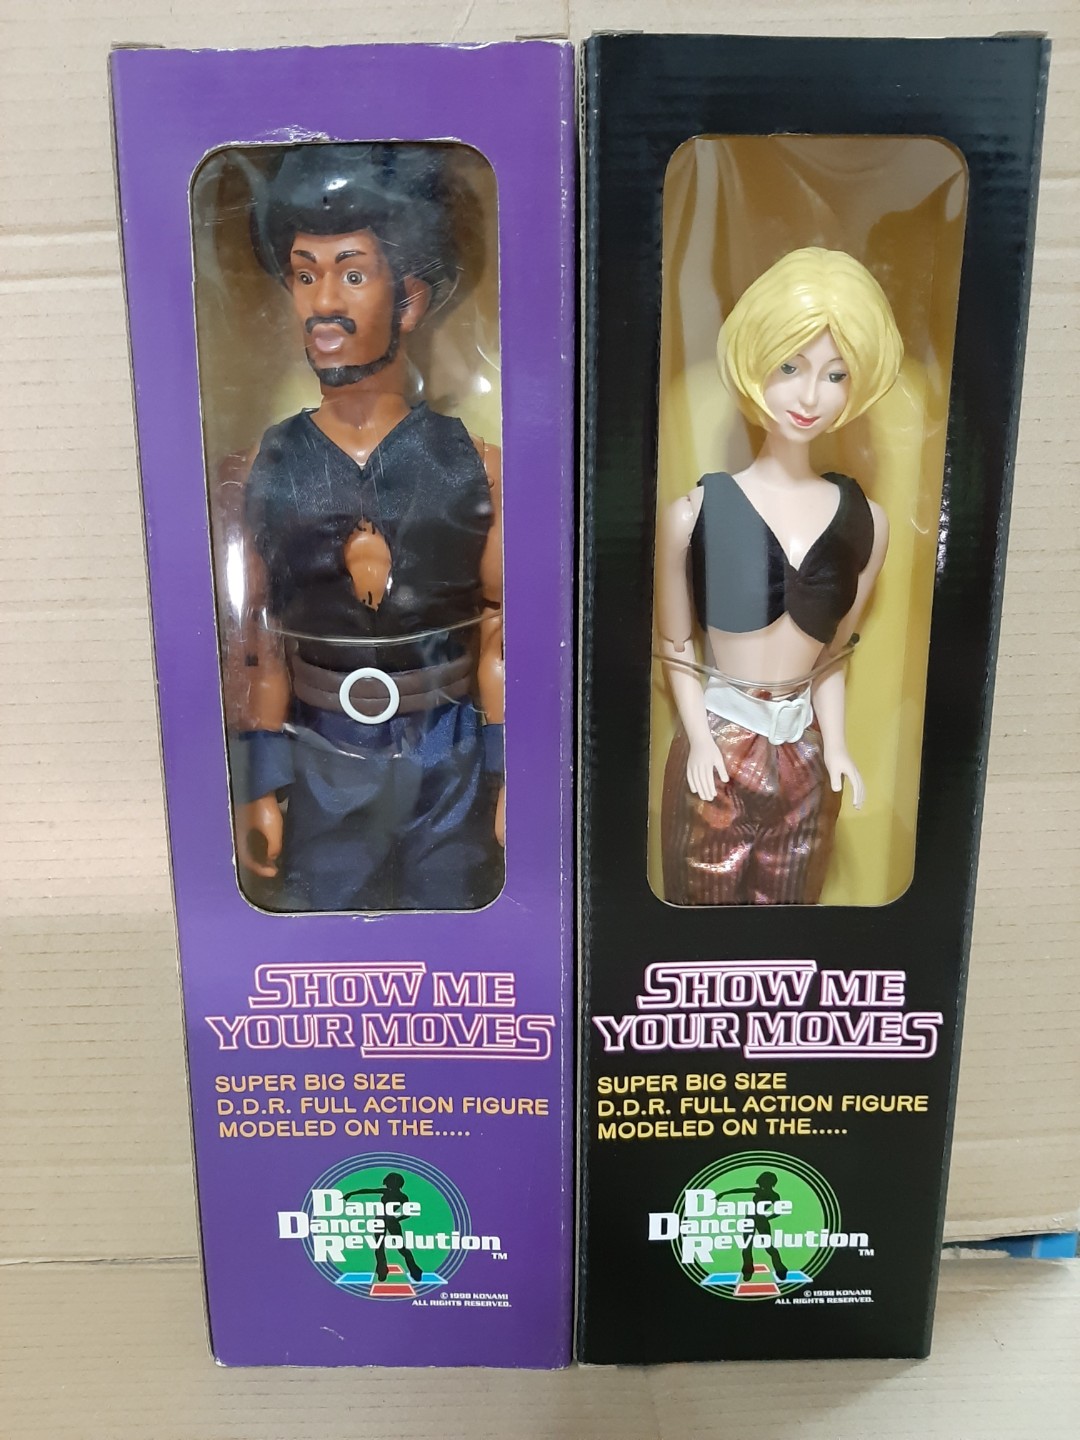 SHOW ME
YOUR MOVES
SUPER BIG SIZE
D.D.R. FULL ACTION FIGURE
MODELED ON THE.....
Dance
Dance
Revolution TM
© 1998 KONAMI
ALL RIGHTS RESERVED.
SHOW ME
YOUR MOVES
SUPER BIG SIZE
D.D.R. FULL ACTION FIGURE
MODELED ON THE.....
Dance
Dance
Revolution TM
© 1998 KONAMI
ALL RIGHTS RESERVED.